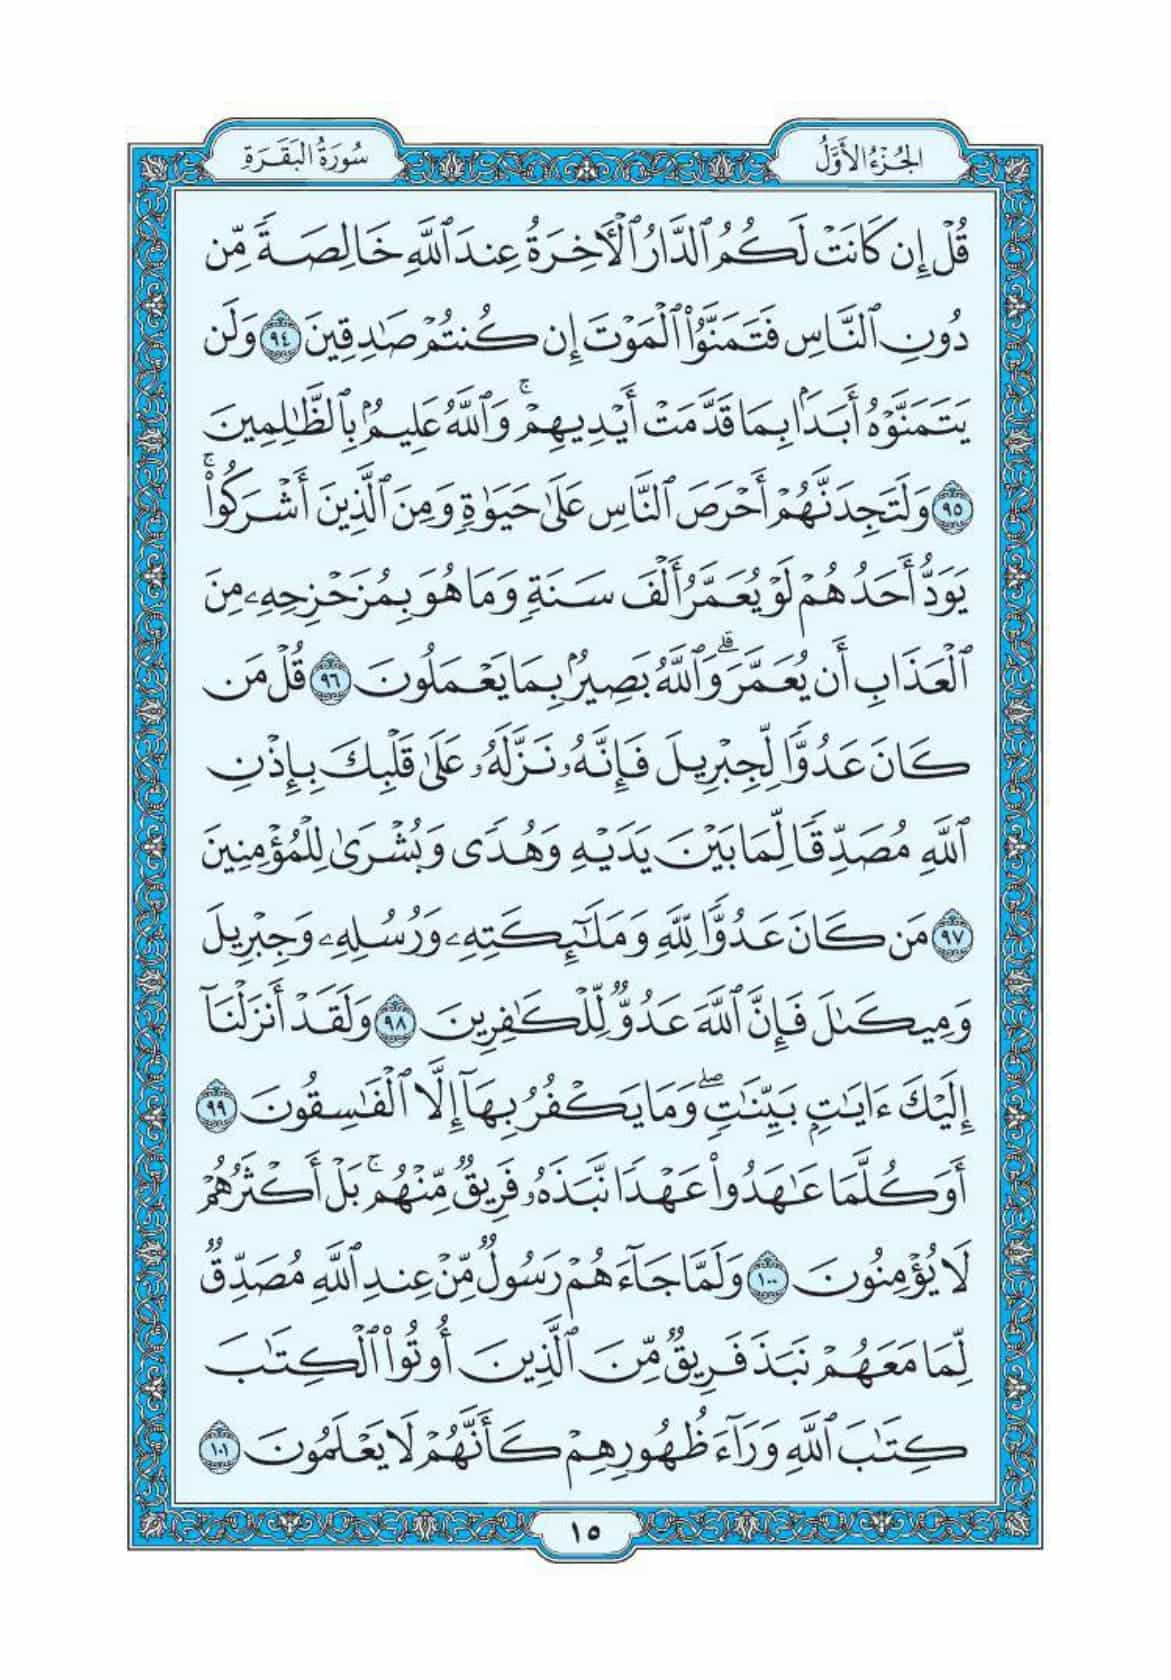 الجُزْءُ الأَوَّلُ
سُورَةُ البَقَرَةِ
قُلۡ إِن كَانَتۡ لَكُمُ ٱلدَّارُ ٱلۡأٓخِرَةُ عِندَ ٱللَّهِ خَالِصَةٗ مِّن
دُونِ ٱلنَّاسِ فَتَمَنَّوُاْ ٱلۡمَوۡتَ إِن كُنتُمۡ صَٰدِقِينَ ٩٤ وَلَن
يَتَمَنَّوۡهُ أَبَدَۢا بِمَا قَدَّمَتۡ أَيۡدِيهِمۡۚ وَٱللَّهُ عَلِيمُۢ بِٱلظَّٰلِمِينَ
٩٥ وَلَتَجِدَنَّهُمۡ أَحۡرَصَ ٱلنَّاسِ عَلَىٰ حَيَوٰةٖ وَمِنَ ٱلَّذِينَ أَشۡرَكُواْۚ
يَوَدُّ أَحَدُهُمۡ لَوۡ يُعَمَّرُ أَلۡفَ سَنَةٖ وَمَا هُوَ بِمُزَحۡزِحِهِۦ مِنَ
ٱلۡعَذَابِ أَن يُعَمَّرَۗ وَٱللَّهُ بَصِيرُۢ بِمَا يَعۡمَلُونَ ٩٦ قُلۡ مَن
كَانَ عَدُوّٗا لِّجِبۡرِيلَ فَإِنَّهُۥ نَزَّلَهُۥ عَلَىٰ قَلۡبِكَ بِإِذۡنِ
ٱللَّهِ مُصَدِّقٗا لِّمَا بَيۡنَ يَدَيۡهِ وَهُدٗى وَبُشۡرَىٰ لِلۡمُؤۡمِنِينَ
٩٧ مَن كَانَ عَدُوّٗا لِّلَّهِ وَمَلَٰٓئِكَتِهِۦ وَرُسُلِهِۦ وَجِبۡرِيلَ
وَمِيكَىٰلَ فَإِنَّ ٱللَّهَ عَدُوّٞ لِّلۡكَٰفِرِينَ ٩٨ وَلَقَدۡ أَنزَلۡنَآ
إِلَيۡكَ ءَايَٰتِۭ بَيِّنَٰتٖۖ وَمَا يَكۡفُرُ بِهَآ إِلَّا ٱلۡفَٰسِقُونَ ٩٩
أَوَكُلَّمَا عَٰهَدُواْ عَهۡدٗا نَّبَذَهُۥ فَرِيقٞ مِّنۡهُمۚ بَلۡ أَكۡثَرُهُمۡ
لَا يُؤۡمِنُونَ ١٠٠ وَلَمَّا جَآءَهُمۡ رَسُولٞ مِّنۡ عِندِ ٱللَّهِ مُصَدِّقٞ
لِّمَا مَعَهُمۡ نَبَذَ فَرِيقٞ مِّنَ ٱلَّذِينَ أُوتُواْ ٱلۡكِتَٰبَ
كِتَٰبَ ٱللَّهِ وَرَآءَ ظُهُورِهِمۡ كَأَنَّهُمۡ لَا يَعۡلَمُونَ ١٠١
١٥